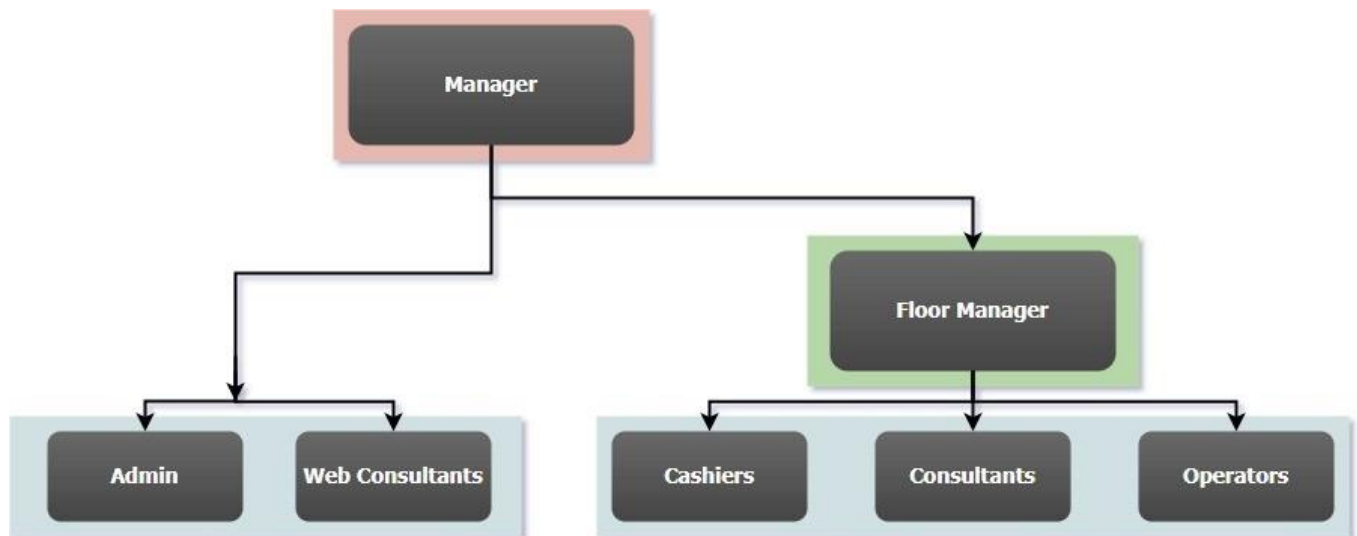 Manager
Floor Manager
Admin
Web Consultants
Cashiers
Consultants
Operators